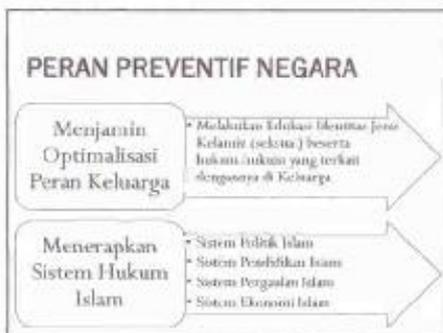 PERAN PREVENTIF NEGARA
Menjamin
Optimalisasi
Peran Keluarga
• Melakukan Edukasi Identitas Jenis
Kelamin (seksual) beserta
hukum-hukum yang terkait
dengannya di Keluarga
Menerapkan
Sistem Hukum
Islam
• Sistem Politik Islam
• Sistem Pendidikan Islam
• Sistem Pergaulan Islam
• Sistem Ekonomi Islam